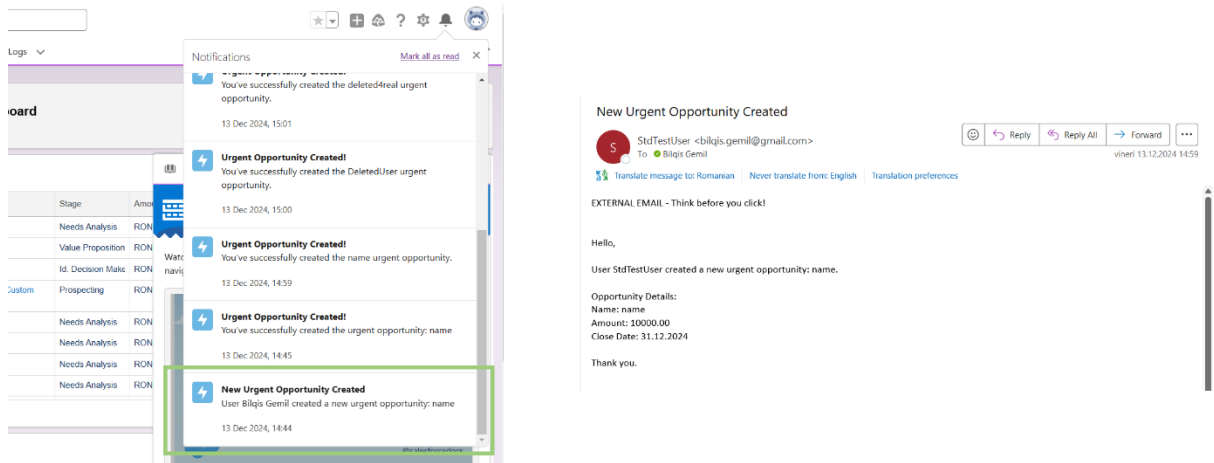 Logs
Notifications
Mark all as read
Urgent Opportunity Created!
You've successfully created the deleted4real urgent
opportunity.
13 Dec 2024, 15:01
Urgent Opportunity Created!
You've successfully created the DeletedUser urgent
opportunity.
13 Dec 2024, 15:00
Urgent Opportunity Created!
You've successfully created the name urgent opportunity.
13 Dec 2024, 14:59
Urgent Opportunity Created!
You've successfully created the urgent opportunity: name
13 Dec 2024, 14:45
New Urgent Opportunity Created
User Bilqis Gemil created a new urgent opportunity: name
13 Dec 2024, 14:44
oard
Stage Amo
Needs Analysis RON
Value Proposition RON
Id. Decision Make RON
Custom Prospecting RON
Needs Analysis RON
Needs Analysis RON
Needs Analysis RON
Needs Analysis RON
Watc
navig
@salesforcedocs
New Urgent Opportunity Created
S
StdTestUser <bilqis.gemil@gmail.com>
To Bilqis Gemil
Reply Reply All Forward
vineri 13.12.2024 14:59
Translate message to: Romanian Never translate from: English Translation preferences
EXTERNAL EMAIL - Think before you click!
Hello,
User StdTestUser created a new urgent opportunity: name.
Opportunity Details:
Name: name
Amount: 10000.00
Close Date: 31.12.2024
Thank you.